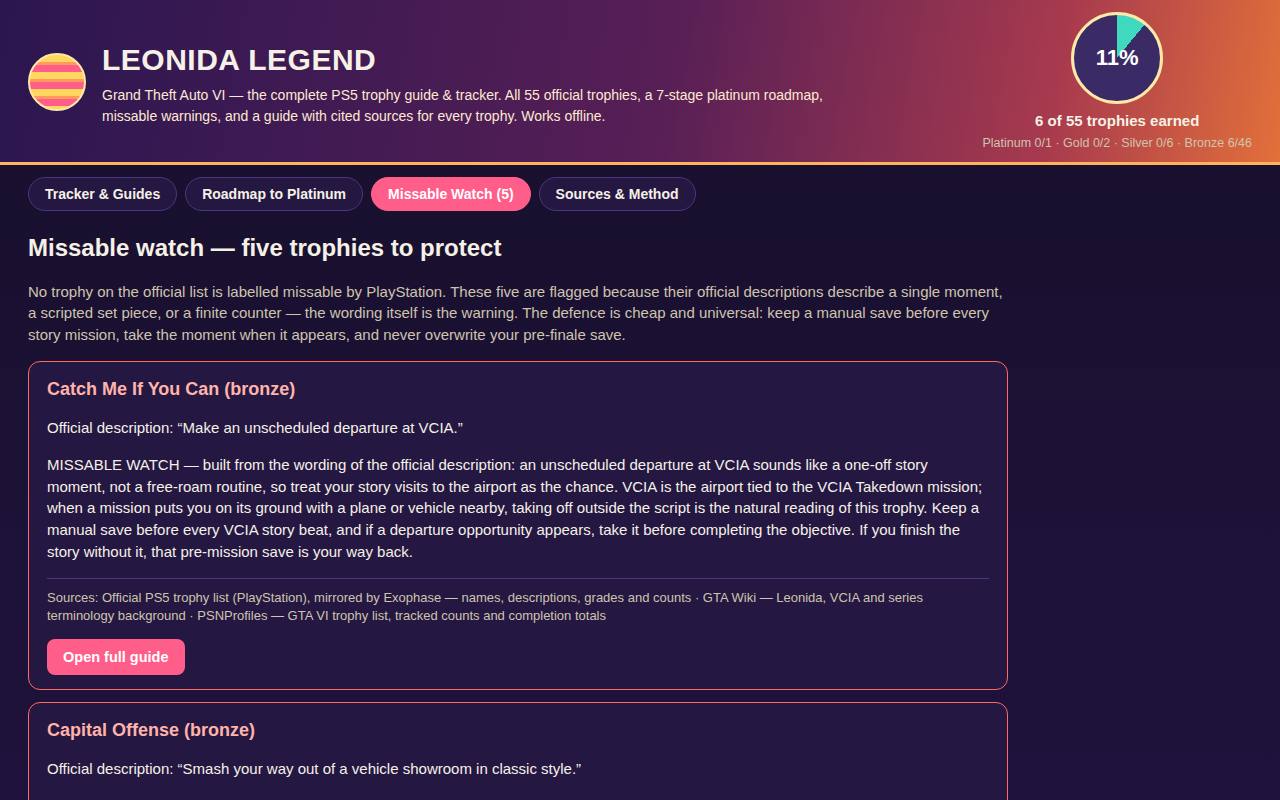 LEONIDA LEGEND
Grand Theft Auto VI — the complete PS5 trophy guide & tracker. All 55 official trophies, a 7-stage platinum roadmap,
missable warnings, and a guide with cited sources for every trophy. Works offline.
11%
6 of 55 trophies earned
Platinum 0/1 · Gold 0/2 · Silver 0/6 · Bronze 6/46
Tracker & Guides
Roadmap to Platinum
Missable Watch (5)
Sources & Method
Missable watch — five trophies to protect
No trophy on the official list is labelled missable by PlayStation. These five are flagged because their official descriptions describe a single moment,
a scripted set piece, or a finite counter — the wording itself is the warning. The defence is cheap and universal: keep a manual save before every
story mission, take the moment when it appears, and never overwrite your pre-finale save.
Catch Me If You Can (bronze)
Official description: “Make an unscheduled departure at VCIA.”
MISSABLE WATCH — built from the wording of the official description: an unscheduled departure at VCIA sounds like a one-off story
moment, not a free-roam routine, so treat your story visits to the airport as the chance. VCIA is the airport tied to the VCIA Takedown mission;
when a mission puts you on its ground with a plane or vehicle nearby, taking off outside the script is the natural reading of this trophy. Keep a
manual save before every VCIA story beat, and if a departure opportunity appears, take it before completing the objective. If you finish the
story without it, that pre-mission save is your way back.
Sources: Official PS5 trophy list (PlayStation), mirrored by Exophase — names, descriptions, grades and counts · GTA Wiki — Leonida, VCIA and series
terminology background · PSNProfiles — GTA VI trophy list, tracked counts and completion totals
Open full guide
Capital Offense (bronze)
Official description: “Smash your way out of a vehicle showroom in classic style.”